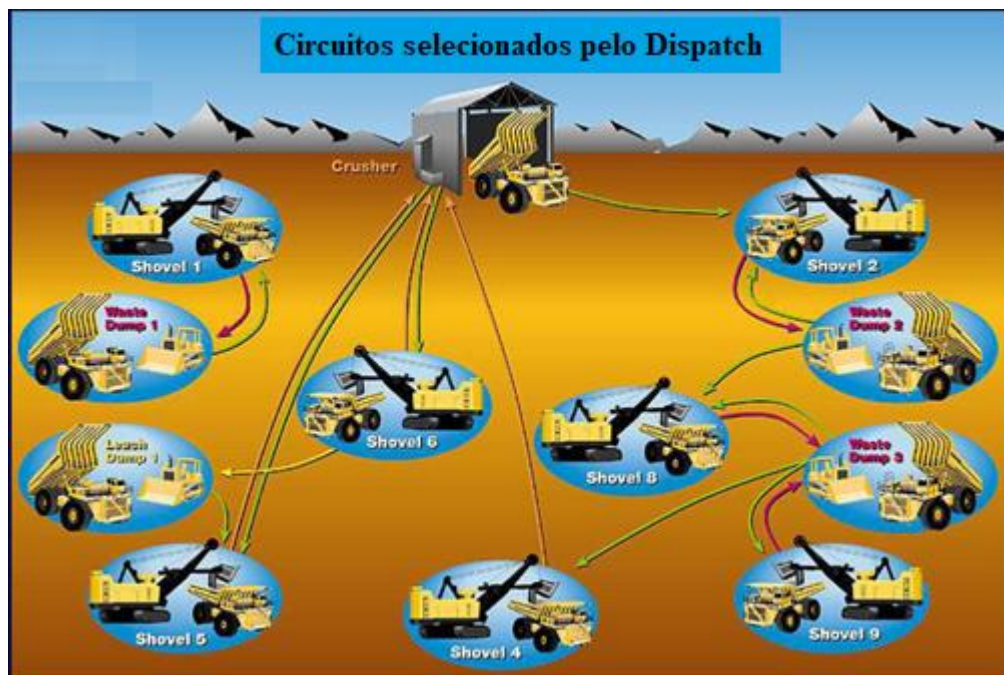 Circuitos selecionados pelo Dispatch
Crusher
Shovel 1
Shovel 2
Waste
Dump 1
Waste
Dump 2
Shovel 6
Leach
Dump 1
Shovel 8
Waste
Dump 3
Shovel 5
Shovel 4
Shovel 9